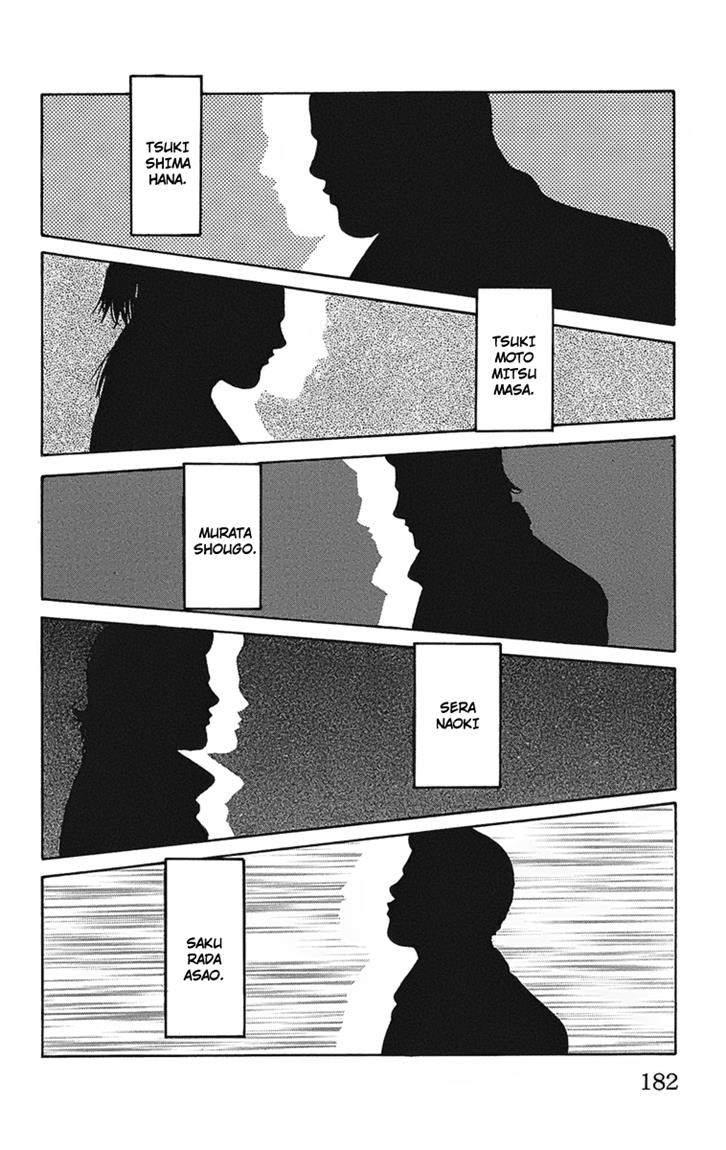 TSUKI
SHIMA
HANA.
TSUKI
MOTO
MITSU
MASA.
MURATA
SHOUGO.
SERA
NAOKI
SAKU
RADA
ASAO.
182